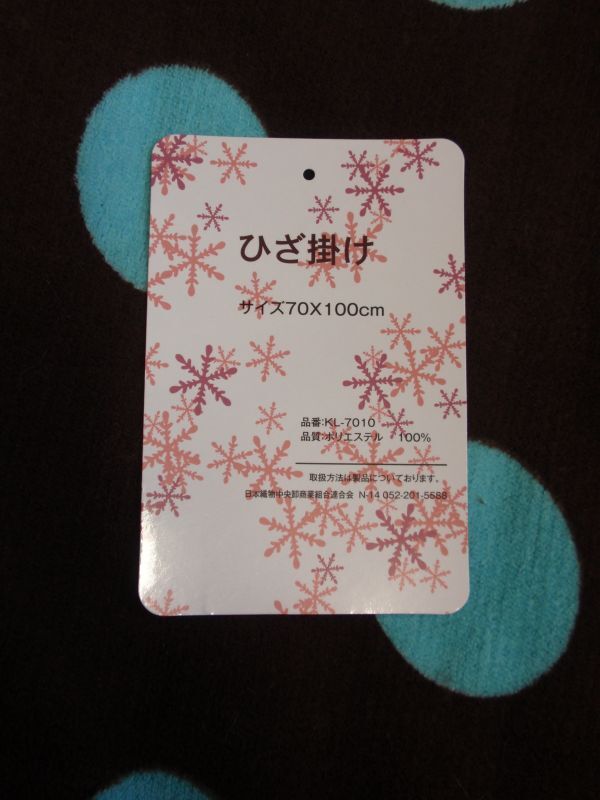 ひざ掛け
サイズ70X100cm
品番:KL-7010
品質:ポリエステル 100%
取扱方法は製品についております。
日本織物中央卸商業組合連合会 N-14 052-201-5588